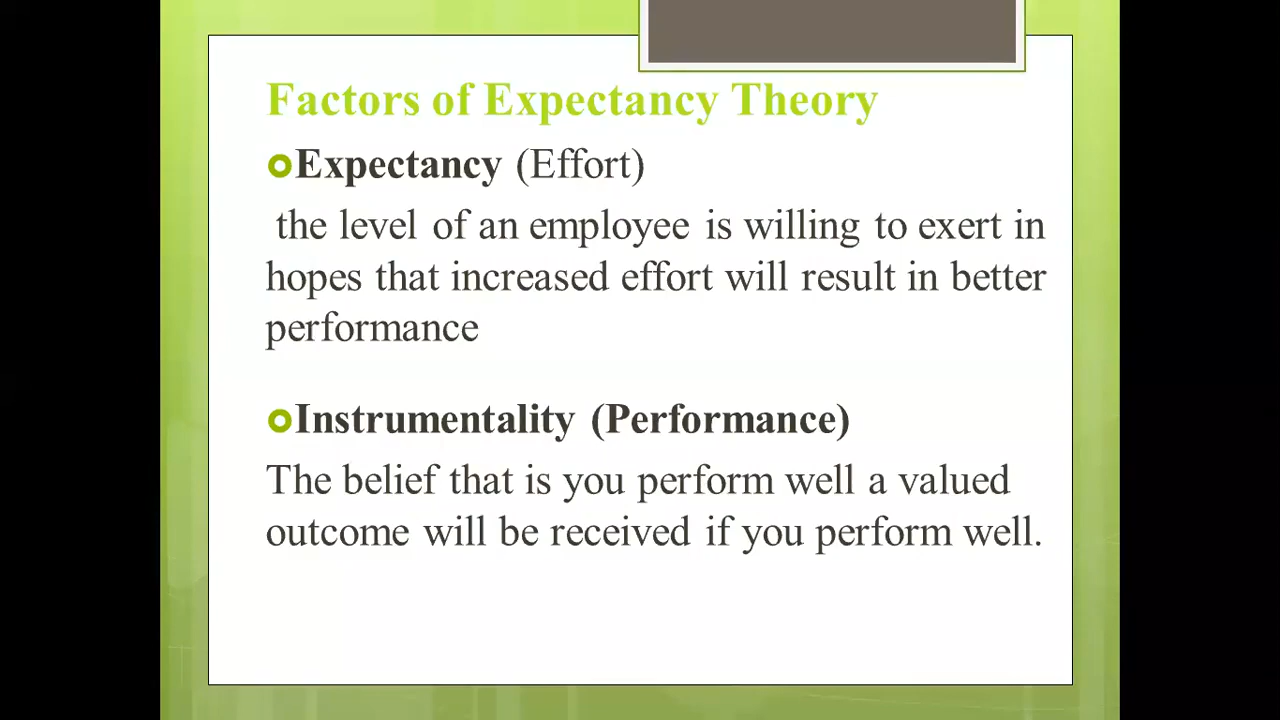 Factors of Expectancy Theory
Expectancy (Effort)
the level of an employee is willing to exert in
hopes that increased effort will result in better
performance
Instrumentality (Performance)
The belief that is you perform well a valued
outcome will be received if you perform well.